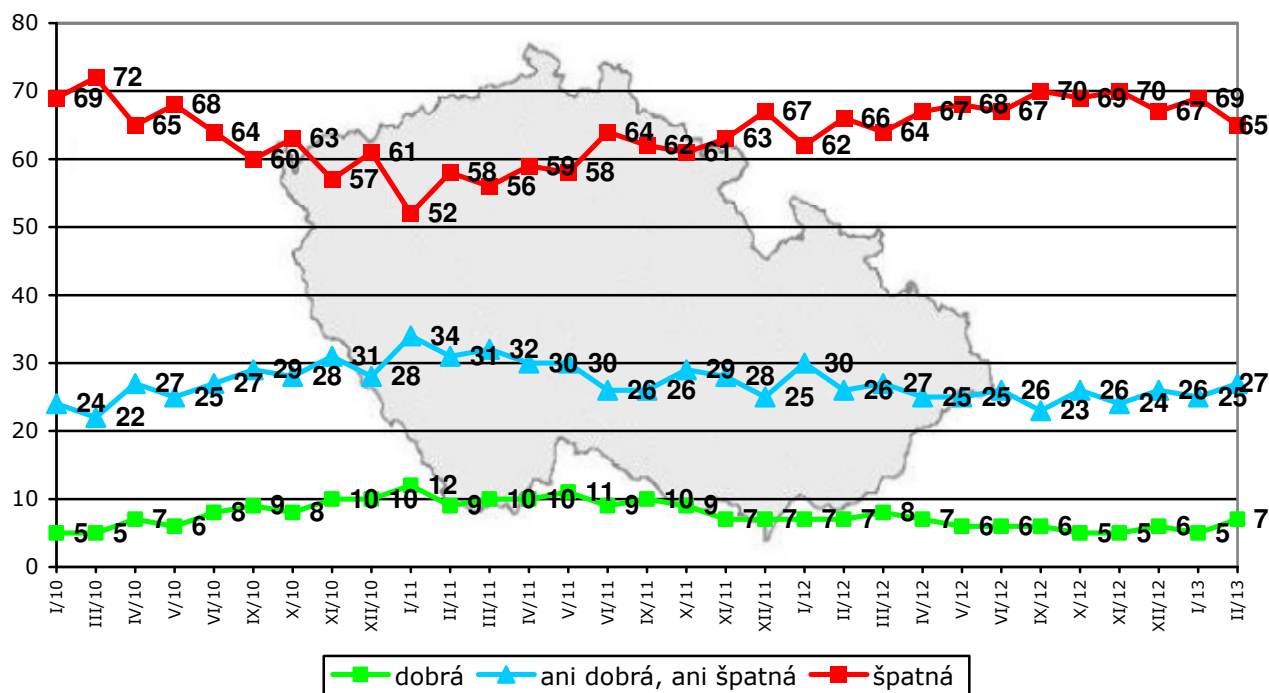 80
70
60
50
40
30
20
10
0
69 72 65 68 64 60 63 57 61 52 58 56 59 58 64 62 61 63 67 62 66 64 67 68 67 70 69 70 67 69 65
24 22 27 25 27 29 28 31 28 34 31 32 30 30 26 26 29 28 25 30 26 27 25 25 26 23 26 24 26 25 27
5 5 7 6 8 9 8 10 10 12 9 10 10 11 9 10 9 7 7 7 7 8 7 6 6 6 5 5 6 5 7
I/10 III/10 IV/10 V/10 VI/10 IX/10 X/10 XI/10 XII/10 I/11 II/11 III/11 IV/11 V/11 VI/11 IX/11 X/11 XI/11 XII/11 I/12 II/12 III/12 IV/12 V/12 VI/12 IX/12 X/12 XI/12 XII/12 I/13 II/13
dobrá ani dobrá, ani špatná špatná